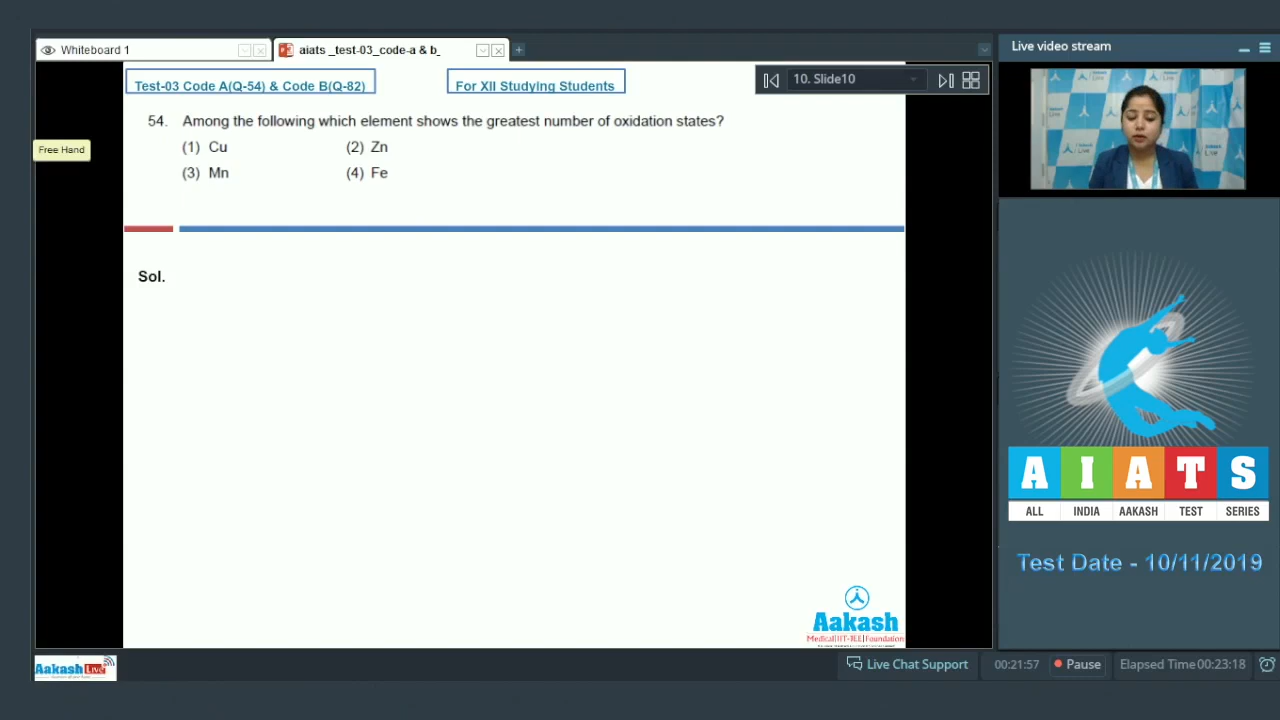 Whiteboard 1
aiats _test-03_code-a & b_
Live video stream
Test-03 Code A(Q-54) & Code B(Q-82)
For XII Studying Students
10. Slide10
54. Among the following which element shows the greatest number of oxidation states?
Free Hand
(1) Cu (2) Zn
(3) Mn (4) Fe
Sol.
A I A T S
ALL INDIA AAKASH TEST SERIES
Test Date - 10/11/2019
Aakash
Medical|IIT-JEE|Foundation
Aakash Live
Live Chat Support
00:21:57
Pause
Elapsed Time 00:23:18